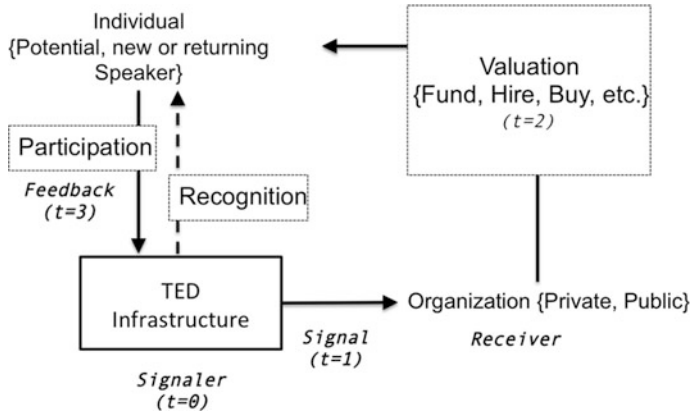 Individual
{Potential, new or returning
Speaker}
Valuation
{Fund, Hire, Buy, etc.}
(t=2)
Participation
Feedback
(t=3)
Recognition
TED
Infrastructure
Organization {Private, Public}
Signal
(t=1)
Receiver
Signaler
(t=0)